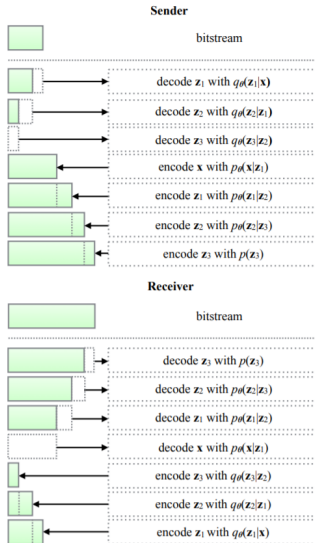 Sender
bitstream
decode z₁ with qθ(z₁|x)
decode z₂ with qθ(z₂|z₁)
decode z₃ with qθ(z₃|z₂)
encode x with pθ(x|z₁)
encode z₁ with pθ(z₁|z₂)
encode z₂ with pθ(z₂|z₃)
encode z₃ with p(z₃)
Receiver
bitstream
decode z₃ with p(z₃)
decode z₂ with pθ(z₂|z₃)
decode z₁ with pθ(z₁|z₂)
decode x with pθ(x|z₁)
encode z₃ with qθ(z₃|z₂)
encode z₂ with qθ(z₂|z₁)
encode z₁ with qθ(z₁|x)